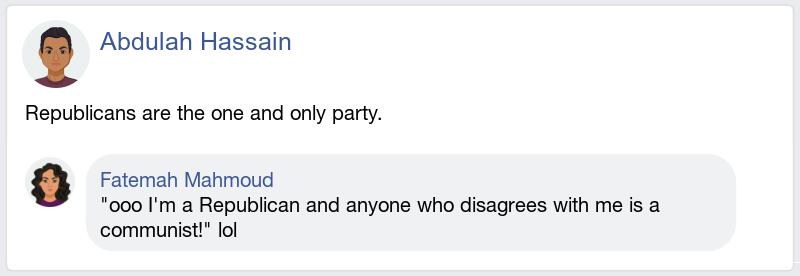 Abdulah Hassain
Republicans are the one and only party.
Fatemah Mahmoud
"ooo I'm a Republican and anyone who disagrees with me is a
communist!" lol